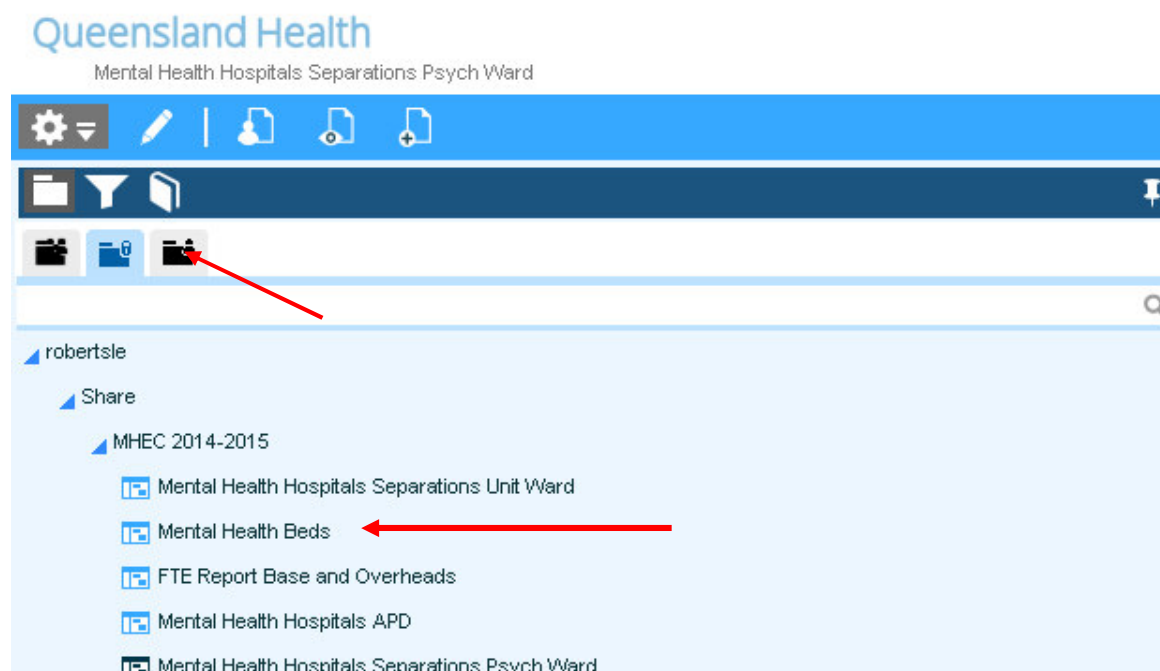 Queensland Health
Mental Health Hospitals Separations Psych Ward
robertsle
Share
MHEC 2014-2015
Mental Health Hospitals Separations Unit Ward
Mental Health Beds
FTE Report Base and Overheads
Mental Health Hospitals APD
Mental Health Hospitals Separations Psych Ward